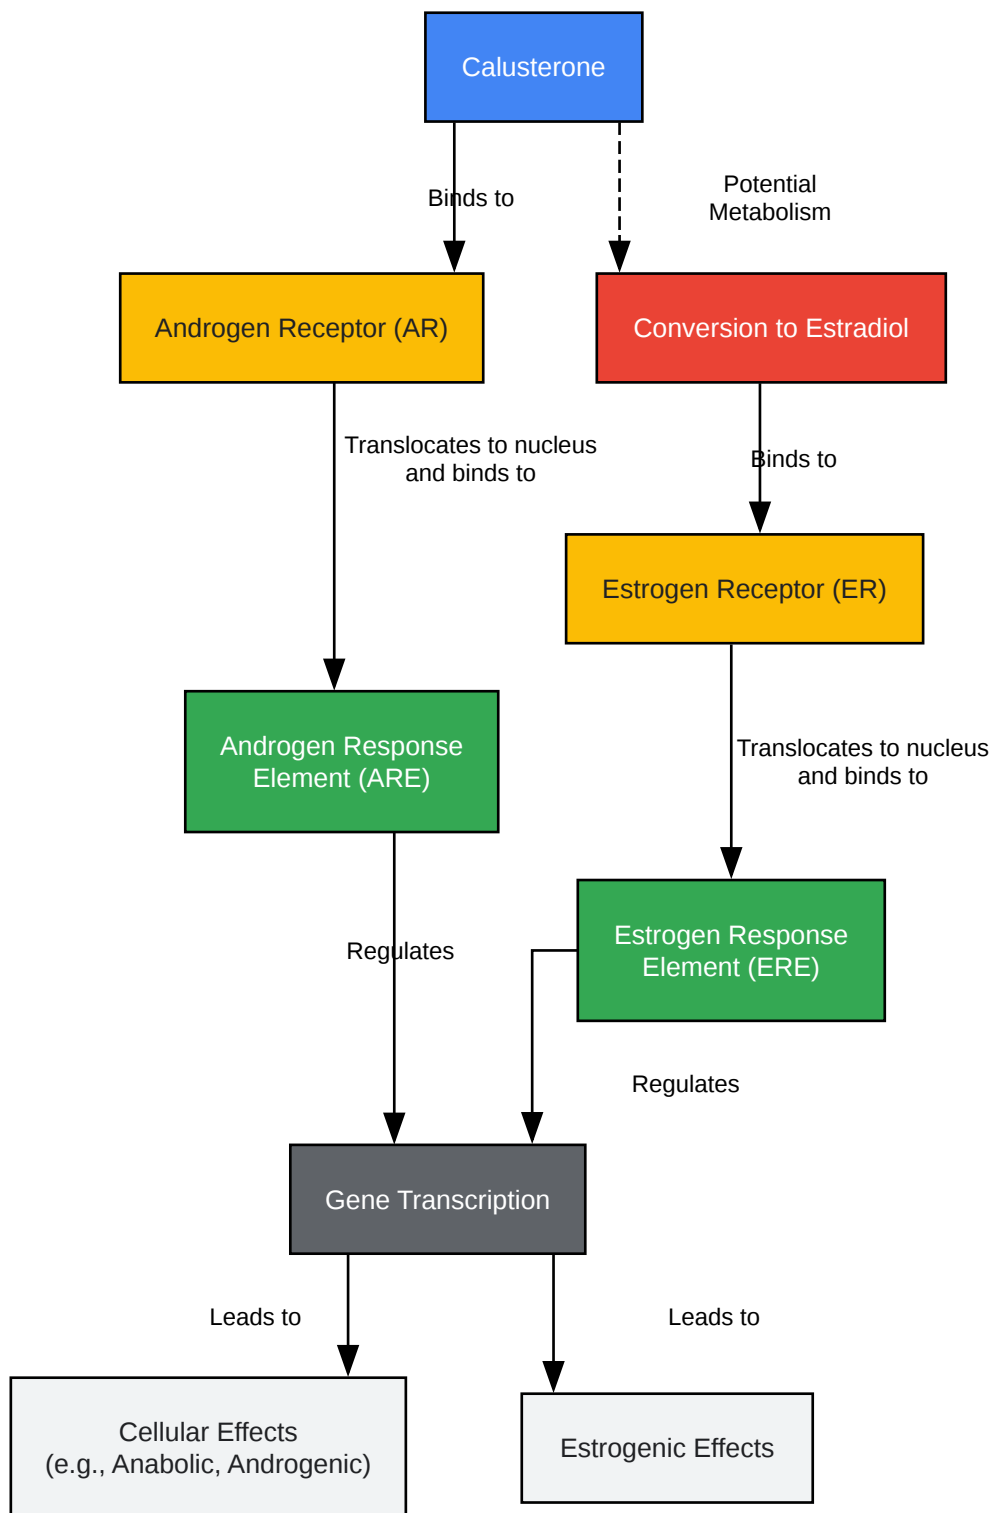 Calusterone
Binds to
Potential
Metabolism
Androgen Receptor (AR)
Conversion to Estradiol
Translocates to nucleus
and binds to
Binds to
Estrogen Receptor (ER)
Androgen Response
Element (ARE)
Translocates to nucleus
and binds to
Regulates
Estrogen Response
Element (ERE)
Regulates
Gene Transcription
Leads to
Leads to
Cellular Effects
(e.g., Anabolic, Androgenic)
Estrogenic Effects